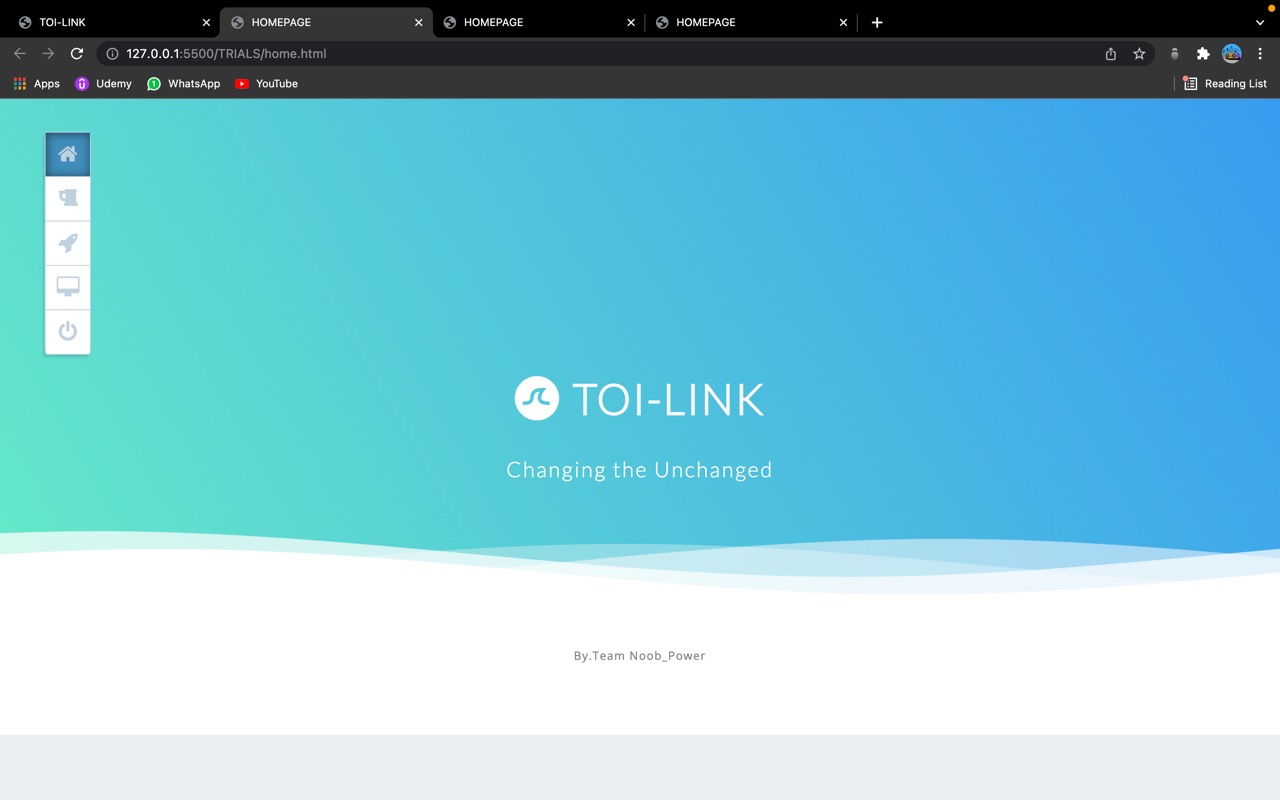 TOI-LINK
HOMEPAGE
HOMEPAGE
HOMEPAGE
127.0.0.1:5500/TRIALS/home.html
Apps
Udemy
1
WhatsApp
YouTube
Reading List
TOI-LINK
Changing the Unchanged
By.Team Noob_Power